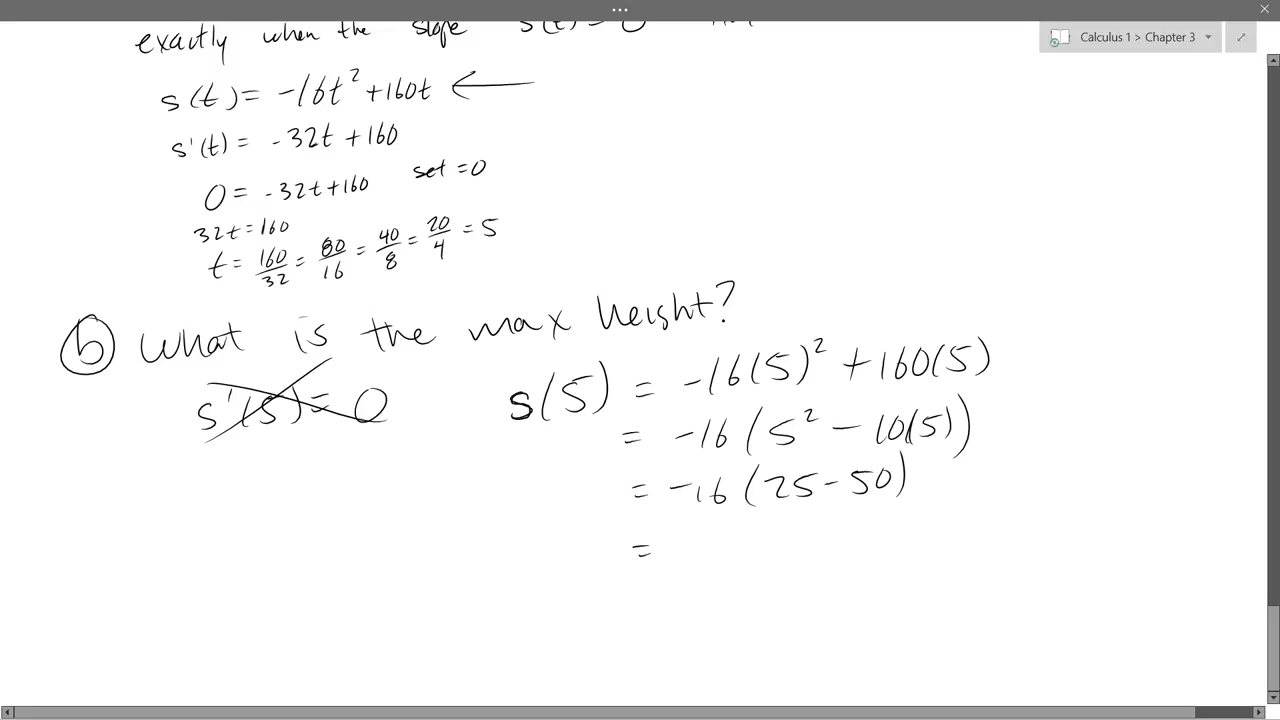 Calculus 1 > Chapter 3
exactly when the slope s(t) = 0
s(t) = -16t² + 160t ←
s'(t) = -32t + 160
0 = -32t + 160 set = 0
32t = 160
t = 160/32 = 80/16 = 40/8 = 20/4 = 5
b What is the max height?
s'(5) = 0
s(5) = -16(5)² + 160(5)
= -16(5² - 10(5))
= -16(25 - 50)
=